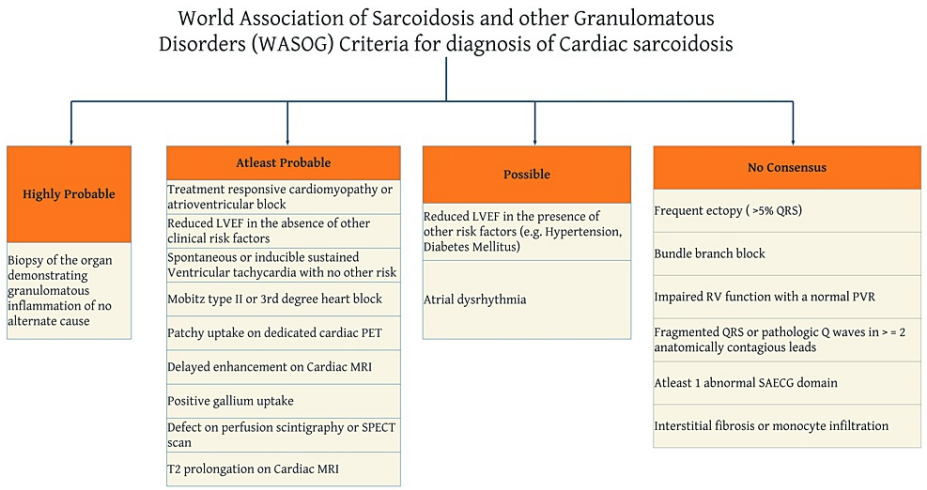 World Association of Sarcoidosis and other Granulomatous
Disorders (WASOG) Criteria for diagnosis of Cardiac sarcoidosis
Highly Probable
Biopsy of the organ
demonstrating
granulomatous
inflammation of no
alternate cause
Atleast Probable
Treatment responsive cardiomyopathy or
atrioventricular block
Reduced LVEF in the absence of other
clinical risk factors
Spontaneous or inducible sustained
Ventricular tachycardia with no other risk
Mobitz type II or 3rd degree heart block
Patchy uptake on dedicated cardiac PET
Delayed enhancement on Cardiac MRI
Positive gallium uptake
Defect on perfusion scintigraphy or SPECT
scan
T2 prolongation on Cardiac MRI
Possible
Reduced LVEF in the presence of
other risk factors (e.g. Hypertension,
Diabetes Mellitus)
Atrial dysrhythmia
No Consensus
Frequent ectopy ( >5% QRS)
Bundle branch block
Impaired RV function with a normal PVR
Fragmented QRS or pathologic Q waves in > = 2
anatomically contagious leads
Atleast 1 abnormal SAECG domain
Interstitial fibrosis or monocyte infiltration